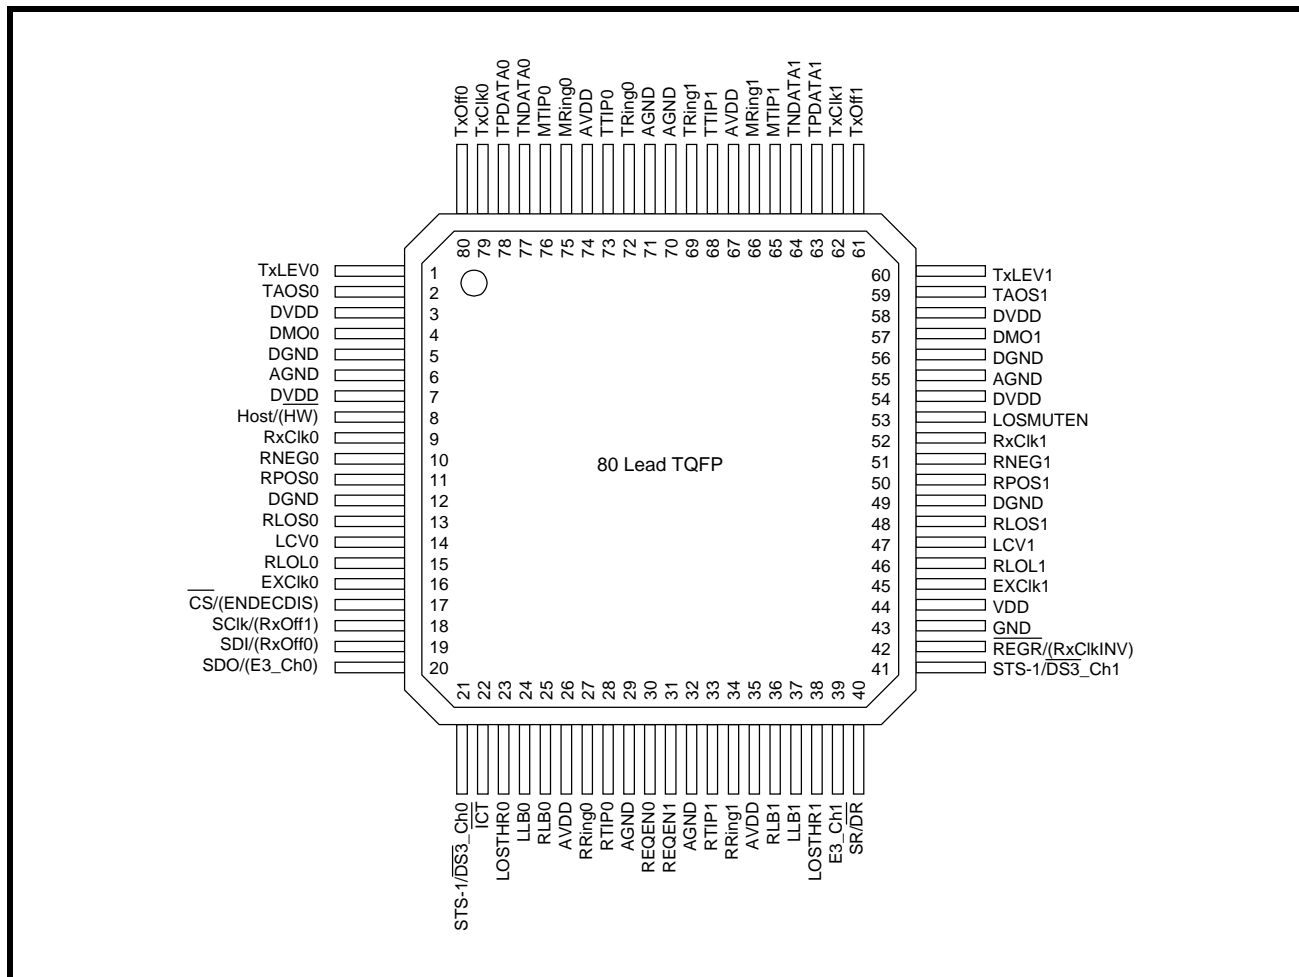 TxOff0
TxClk0
TPDATA0
TNDATA0
MTIP0
MRing0
AVDD
TTIP0
TRing0
AGND
AGND
TRing1
TTIP1
AVDD
MRing1
MTIP1
TNDATA1
TPDATA1
TxClk1
TxOff1
80
79
78
77
76
75
74
73
72
71
70
69
68
67
66
65
64
63
62
61
TxLEV0 1
TAOS0 2
DVDD 3
DMO0 4
DGND 5
AGND 6
DVDD 7
Host/(HW) 8
RxClk0 9
RNEG0 10
RPOS0 11
DGND 12
RLOS0 13
LCV0 14
RLOL0 15
EXClk0 16
CS/(ENDECDIS) 17
SClk/(RxOff1) 18
SDI/(RxOff0) 19
SDO/(E3_Ch0) 20
80 Lead TQFP
60 TxLEV1
59 TAOS1
58 DVDD
57 DMO1
56 DGND
55 AGND
54 DVDD
53 LOSMUTEN
52 RxClk1
51 RNEG1
50 RPOS1
49 DGND
48 RLOS1
47 LCV1
46 RLOL1
45 EXClk1
44 VDD
43 GND
42 REGR/(RxClkINV)
41 STS-1/DS3_Ch1
21
22
23
24
25
26
27
28
29
30
31
32
33
34
35
36
37
38
39
40
STS-1/DS3_Ch0
ICT
LOSTHR0
LLB0
RLB0
AVDD
RRing0
RTIP0
AGND
REQEN0
REQEN1
AGND
RTIP1
RRing1
AVDD
RLB1
LLB1
LOSTHR1
E3_Ch1
SR/DR